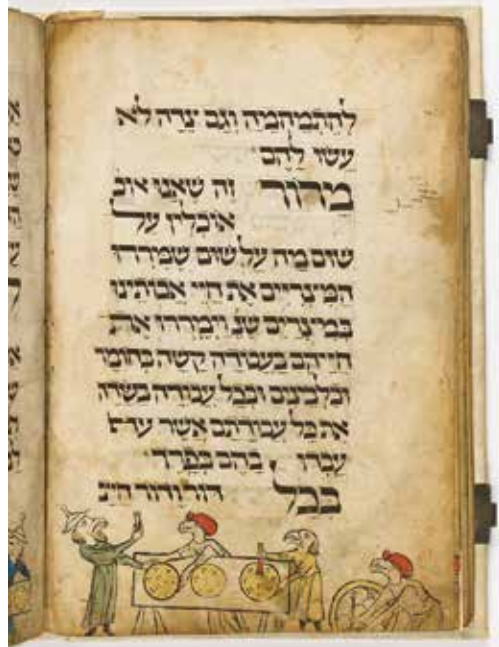 להתמהמה וגם צדה לא
עשו להם
מרור זה שאנו אוכ
אוכלין על
שום מה על שום שמררו
המצריים את חיי אבותינו
במצרים שנ' וימררו את
חייהם בעבודה קשה בחומר
ובלבנים ובכל עבודה בשדה
את כל עבודתם אשר
עבדו בהם בפרך
בכל דור ודור